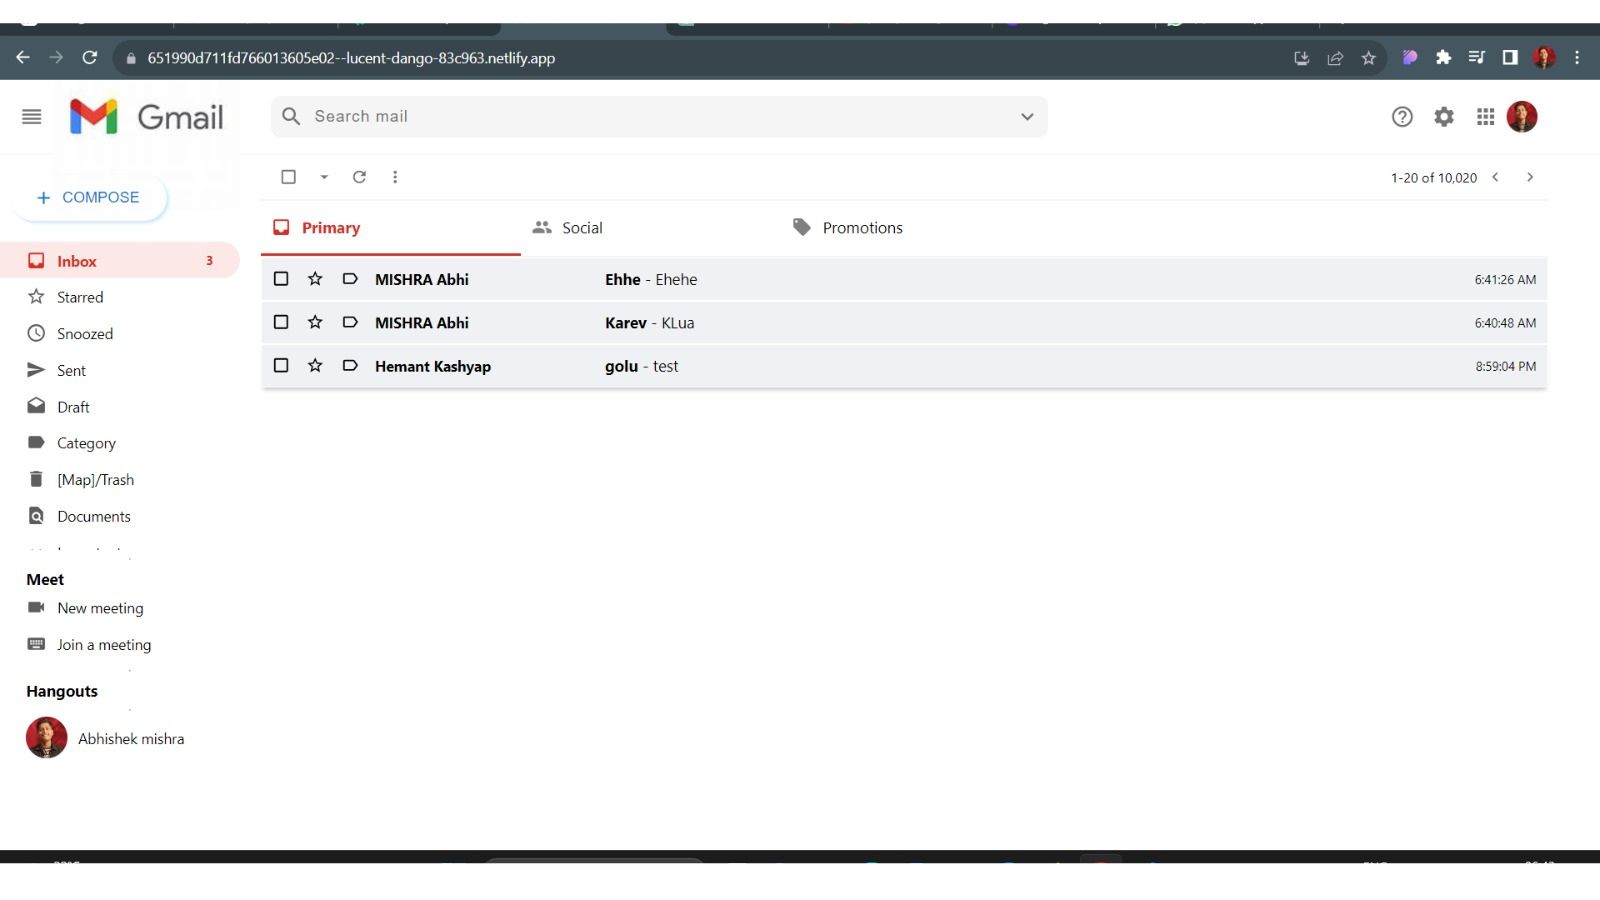 651990d711fd766013605e02--lucent-dango-83c963.netlify.app
Gmail
Search mail
COMPOSE
1-20 of 10,020
Primary
Social
Promotions
Inbox 3
Starred
Snoozed
Sent
Draft
Category
[Map]/Trash
Documents
MISHRA Abhi Ehhe - Ehehe 6:41:26 AM
MISHRA Abhi Karev - KLua 6:40:48 AM
Hemant Kashyap golu - test 8:59:04 PM
Meet
New meeting
Join a meeting
Hangouts
Abhishek mishra